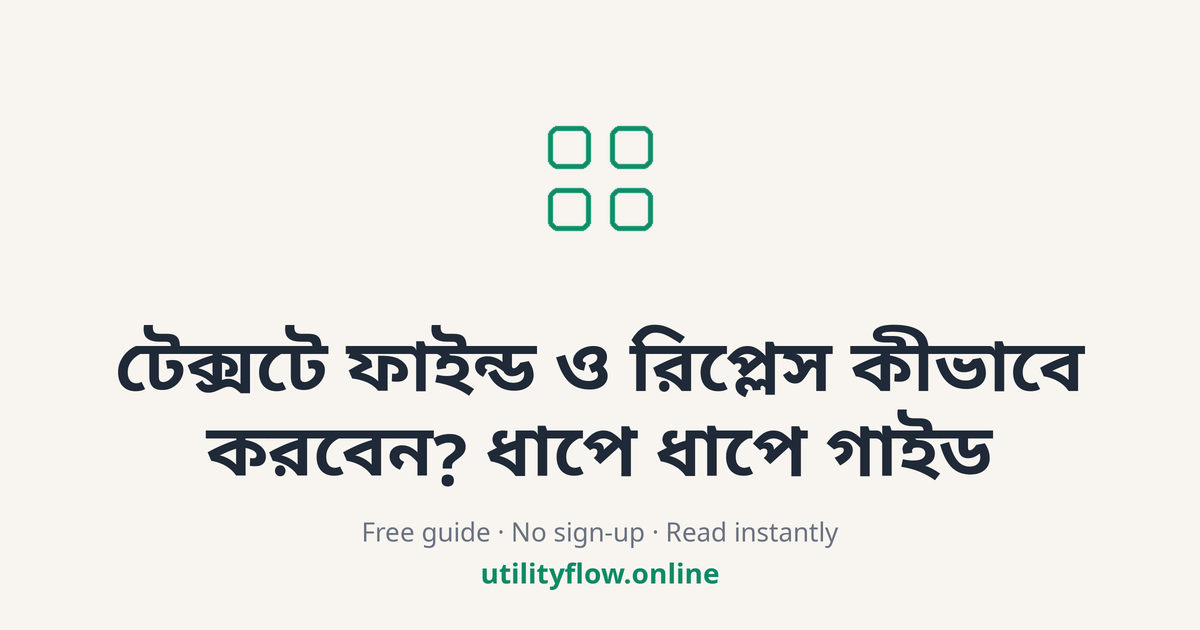 টেক্সটে ফাইন্ড ও রিপ্লেস কীভাবে
করবেন? ধাপে ধাপে গাইড
Free guide · No sign-up · Read instantly
utilityflow.online